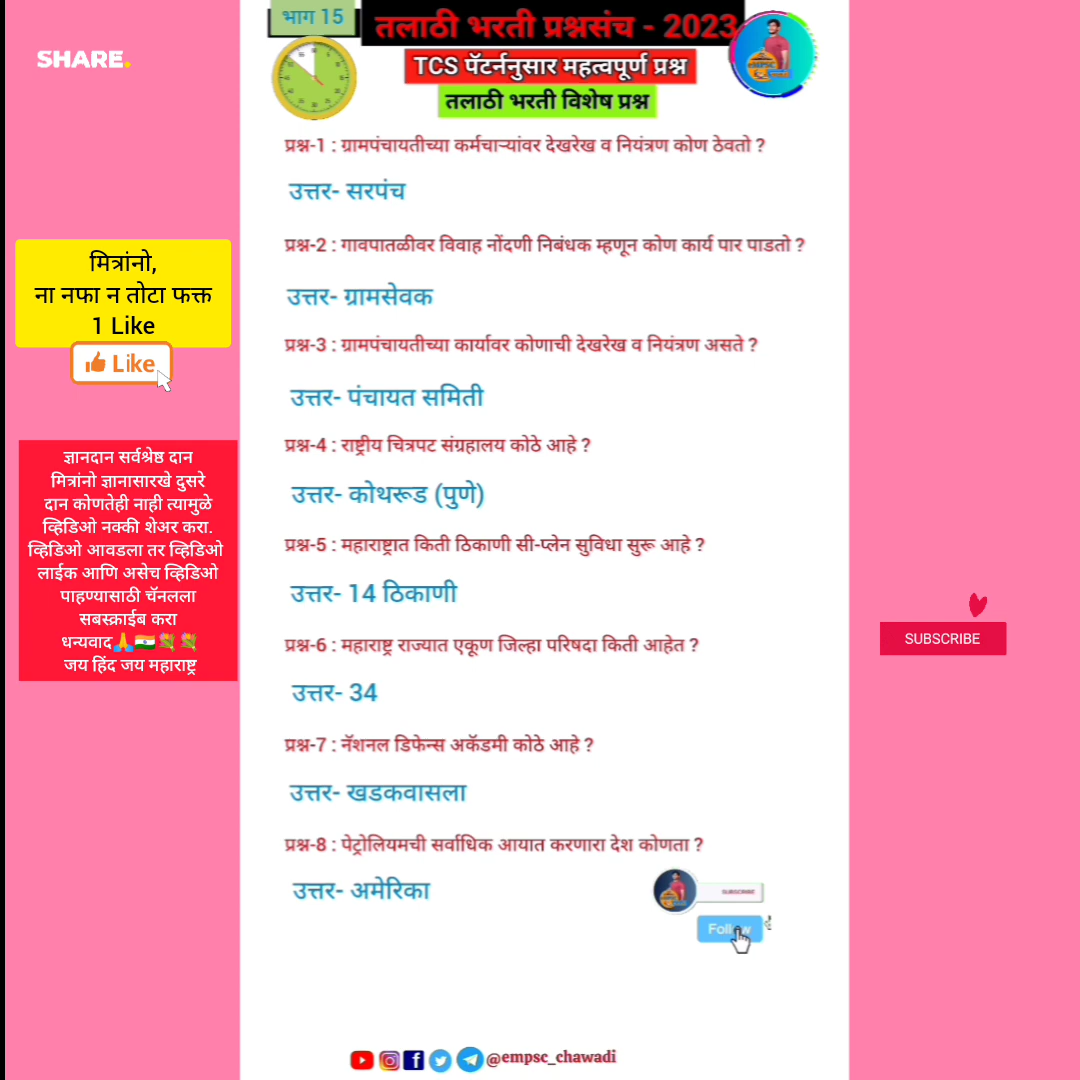 भाग 15
तलाठी भरती प्रश्नसंच - 2023
SHARE.
TCS पॅटर्ननुसार महत्वपूर्ण प्रश्न
तलाठी भरती विशेष प्रश्न
प्रश्न-1 : ग्रामपंचायतीच्या कर्मचाऱ्यांवर देखरेख व नियंत्रण कोण ठेवतो ?
उत्तर- सरपंच
प्रश्न-2 : गावपातळीवर विवाह नोंदणी निबंधक म्हणून कोण कार्य पार पाडतो ?
उत्तर- ग्रामसेवक
प्रश्न-3 : ग्रामपंचायतीच्या कार्यावर कोणाची देखरेख व नियंत्रण असते ?
उत्तर- पंचायत समिती
प्रश्न-4 : राष्ट्रीय चित्रपट संग्रहालय कोठे आहे ?
उत्तर- कोथरूड (पुणे)
प्रश्न-5 : महाराष्ट्रात किती ठिकाणी सी-प्लेन सुविधा सुरू आहे ?
उत्तर- 14 ठिकाणी
प्रश्न-6 : महाराष्ट्र राज्यात एकूण जिल्हा परिषदा किती आहेत ?
उत्तर- 34
प्रश्न-7 : नॅशनल डिफेन्स अकॅडमी कोठे आहे ?
उत्तर- खडकवासला
प्रश्न-8 : पेट्रोलियमची सर्वाधिक आयात करणारा देश कोणता ?
उत्तर- अमेरिका
मित्रांनो,
ना नफा न तोटा फक्त
1 Like
Like
ज्ञानदान सर्वश्रेष्ठ दान
मित्रांनो ज्ञानासारखे दुसरे
दान कोणतेही नाही त्यामुळे
व्हिडिओ नक्की शेअर करा.
व्हिडिओ आवडला तर व्हिडिओ
लाईक आणि असेच व्हिडिओ
पाहण्यासाठी चॅनलला
सबस्क्राईब करा
धन्यवाद🙏🇮🇳💐💐
जय हिंद जय महाराष्ट्र
SUBSCRIBE
SUBSCRIBE
Follow
@empsc_chawadi